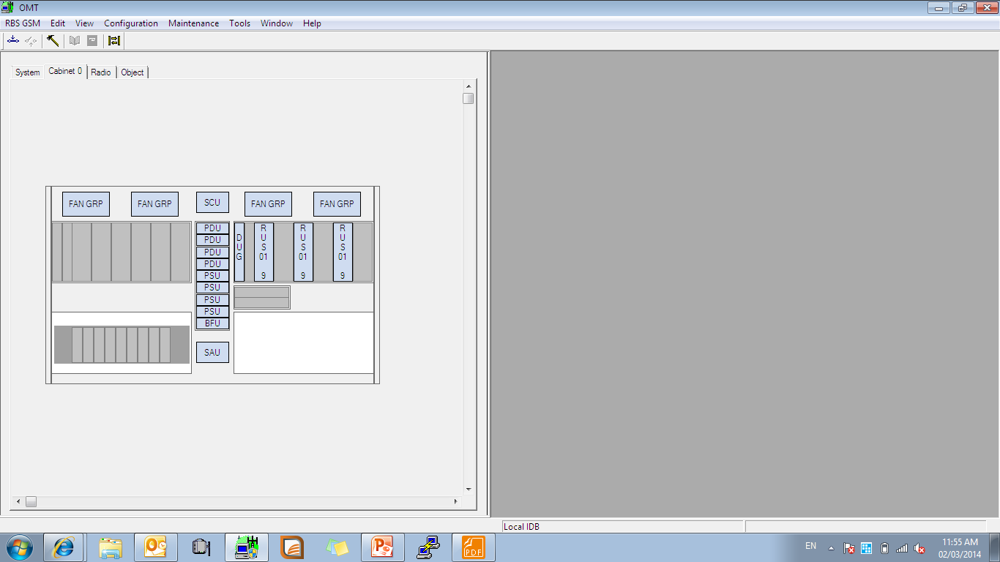 OMT
RBS GSM Edit View Configuration Maintenance Tools Window Help
System Cabinet 0 Radio Object
FAN GRP FAN GRP SCU FAN GRP FAN GRP
PDU
PDU
PDU
PDU
PSU
PSU
PSU
PSU
BFU
DUG
RUS01 9
RUS01 9
RUS01 9
SAU
Local IDB
PDF
EN
11:55 AM
02/03/2014